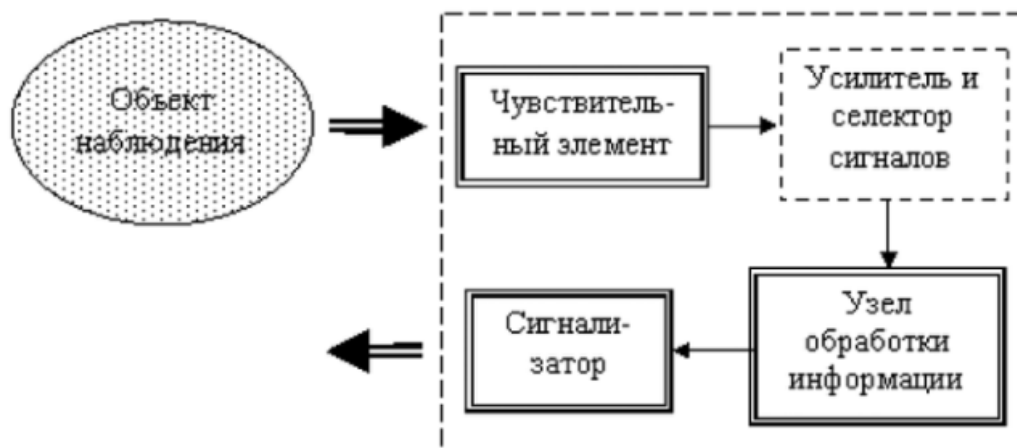 Объект
наблюдения
Чувствитель-
ный элемент
Усилитель и
селектор
сигналов
Сигнали-
затор
Узел
обработки
информации